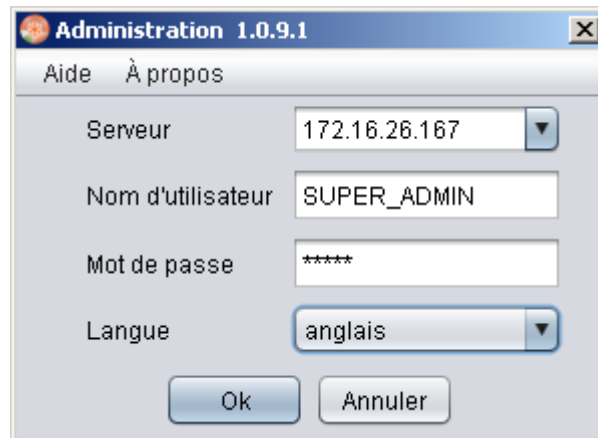 Administration 1.0.9.1
Aide À propos
Serveur 172.16.26.167
Nom d'utilisateur SUPER_ADMIN
Mot de passe *****
Langue anglais
Ok Annuler